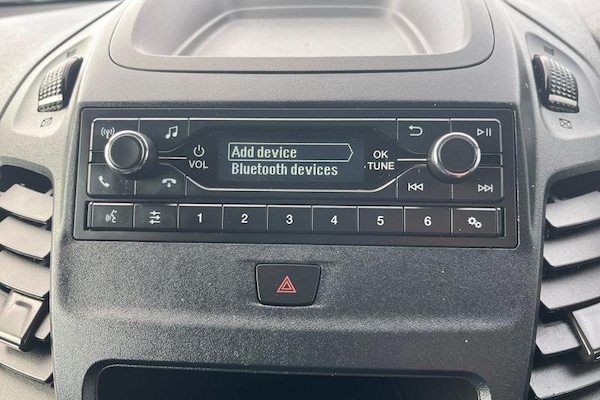 Add device
Bluetooth devices
VOL
OK
TUNE
1 2 3 4 5 6